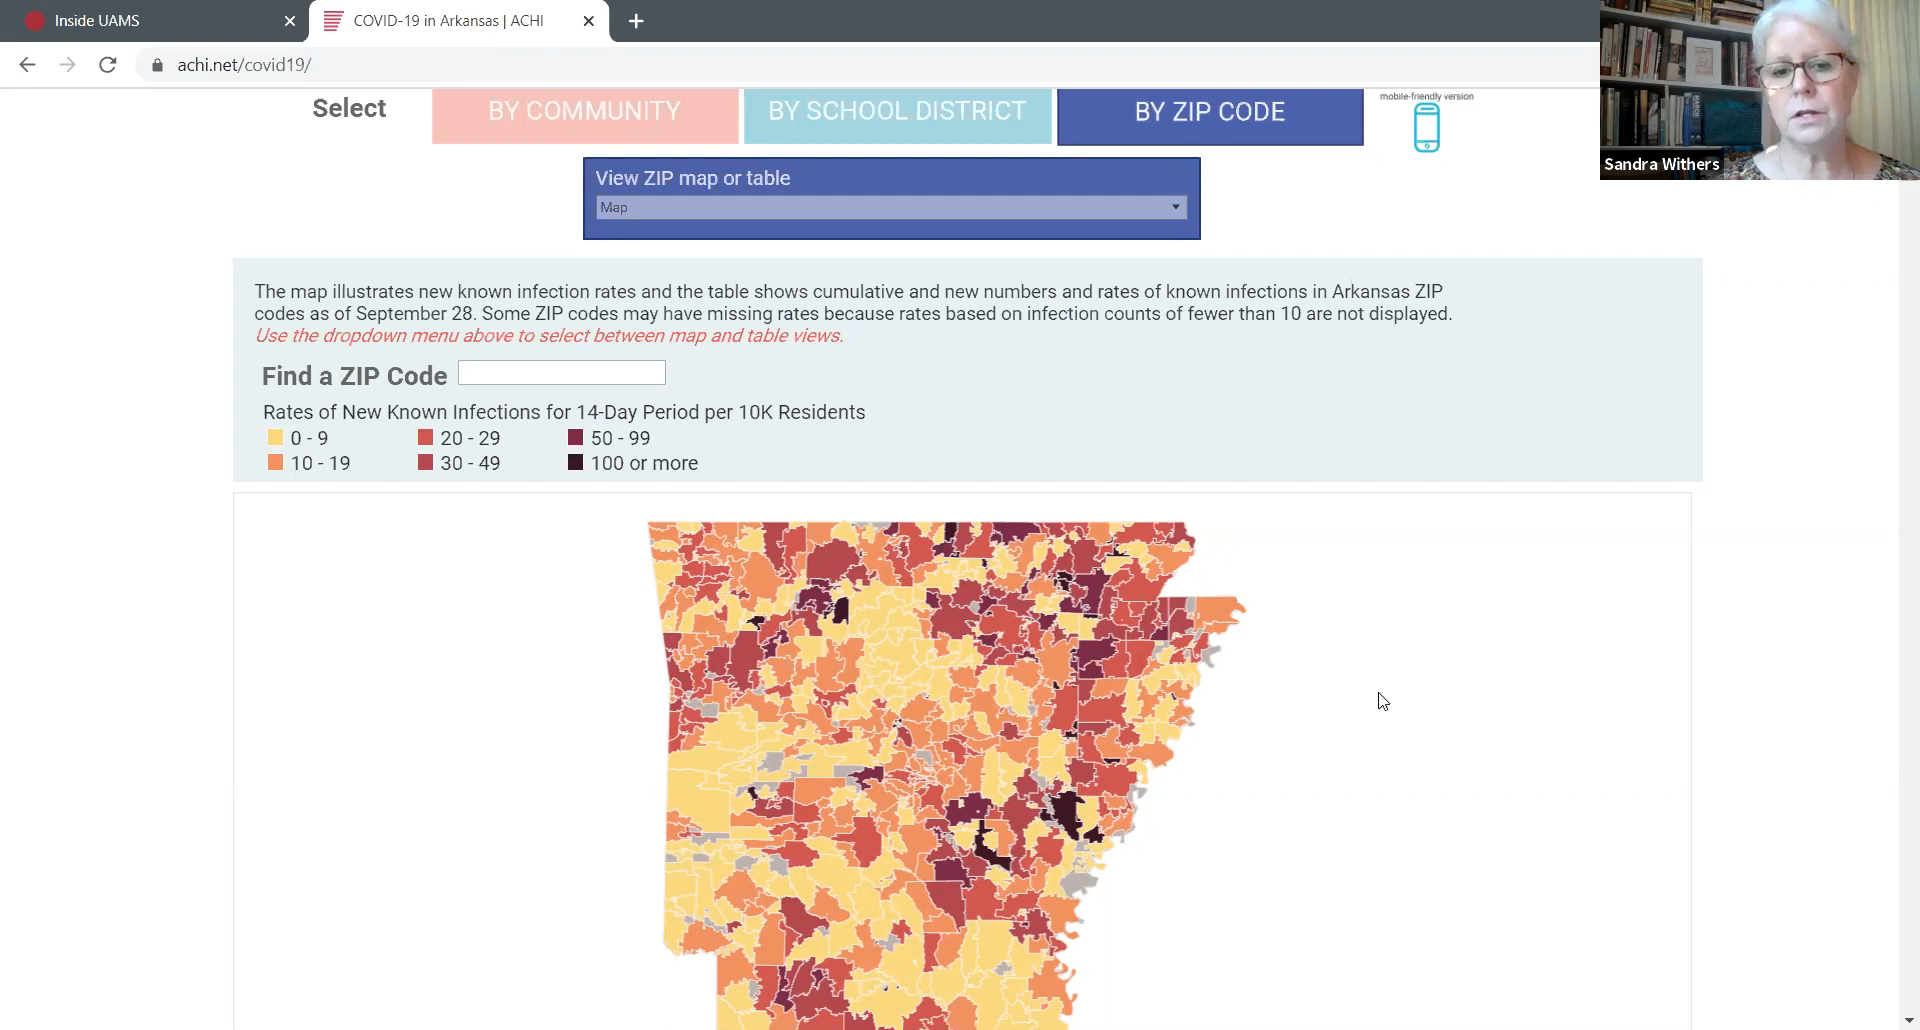 Inside UAMS
COVID-19 in Arkansas | ACHI
achi.net/covid19/
Select
BY COMMUNITY
BY SCHOOL DISTRICT
BY ZIP CODE
mobile-friendly version
Sandra Withers
View ZIP map or table
Map
The map illustrates new known infection rates and the table shows cumulative and new numbers and rates of known infections in Arkansas ZIP
codes as of September 28. Some ZIP codes may have missing rates because rates based on infection counts of fewer than 10 are not displayed.
Use the dropdown menu above to select between map and table views.
Find a ZIP Code
Rates of New Known Infections for 14-Day Period per 10K Residents
0 - 9
20 - 29
50 - 99
10 - 19
30 - 49
100 or more